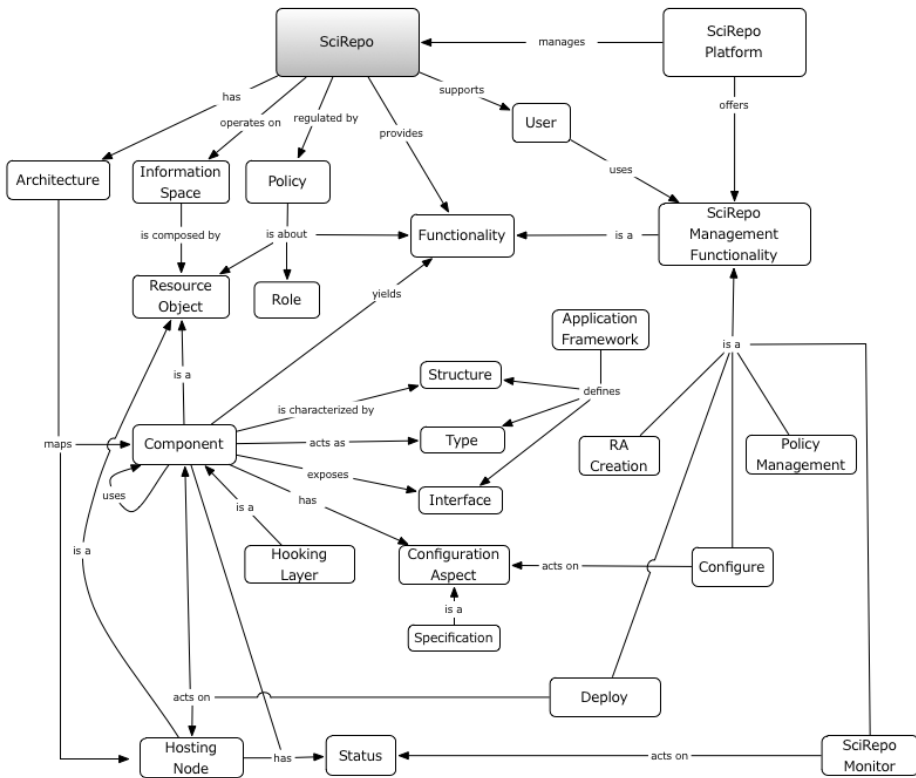 SciRepo
manages
SciRepo
Platform
has
operates on
regulated by
supports
provides
offers
User
uses
Architecture
Information
Space
Policy
SciRepo
Management
Functionality
is composed by
is about
Functionality
is a
Resource
Object
Role
yields
Application
Framework
is a
is a
Structure
defines
is characterized by
maps
Component
acts as
Type
RA
Creation
Policy
Management
exposes
uses
has
Interface
is a
is a
Hooking
Layer
Configuration
Aspect
acts on
Configure
is a
Specification
acts on
Deploy
Hosting
Node
has
Status
acts on
SciRepo
Monitor